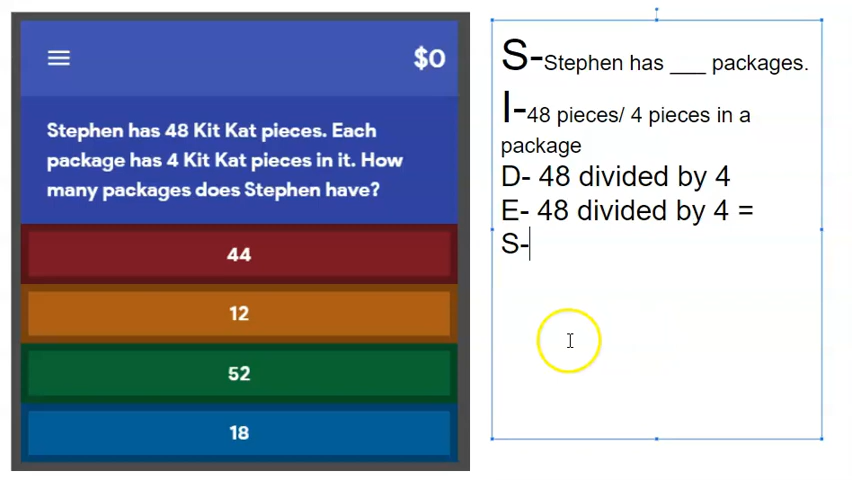 $0
Stephen has 48 Kit Kat pieces. Each
package has 4 Kit Kat pieces in it. How
many packages does Stephen have?
44
12
52
18
S-Stephen has ___ packages.
I-48 pieces/ 4 pieces in a
package
D- 48 divided by 4
E- 48 divided by 4 =
S-